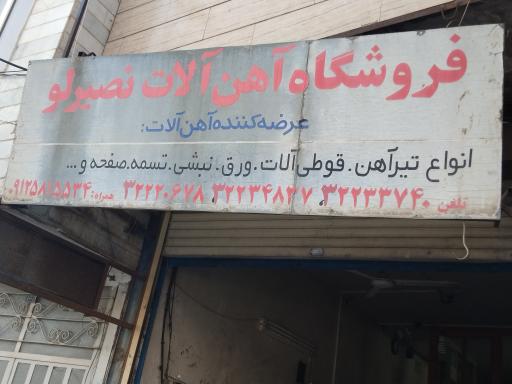 فروشگاه آهن آلات نصیرلو
عرضه کننده آهن آلات:
انواع تیرآهن . قوطی آلات . ورق . نبشی . تسمه . صفحه و ...
تلفن ۳۲۲۳۳۷۴۰ ۳۲۲۳۴۸۲۷ ۳۲۲۲۰۶۷۸ همراه: ۰۹۱۲۵۸۱۵۵۳۴